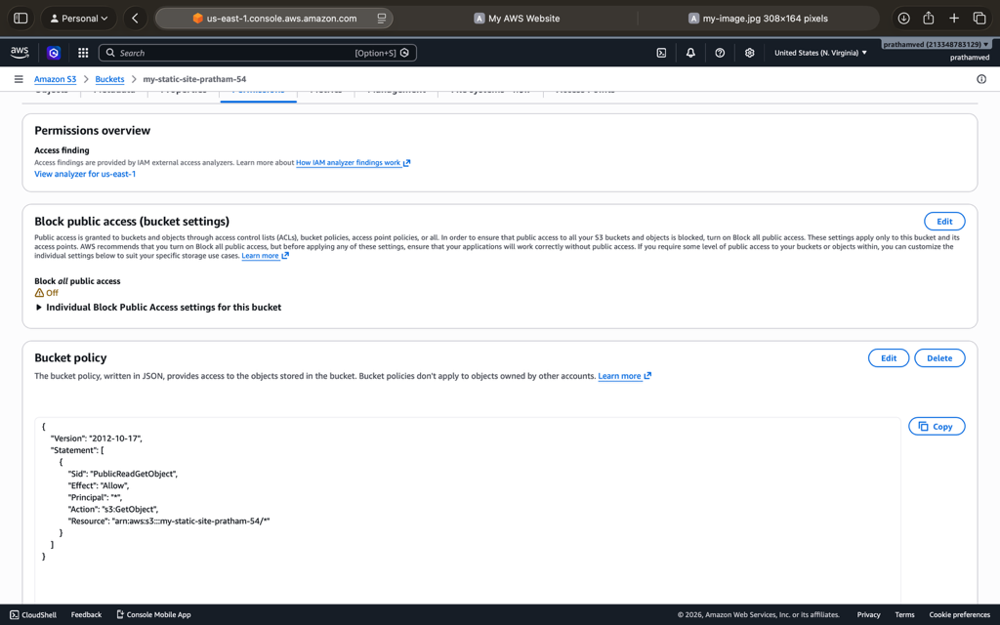 Personal
us-east-1.console.aws.amazon.com
My AWS Website
my-image.jpg 308×164 pixels
aws
Search
[Option+S]
United States (N. Virginia)
prathamved (213348783129)
prathamved
Amazon S3
Buckets
my-static-site-pratham-54
Permissions overview
Access finding
Access findings are provided by IAM external access analyzers. Learn more about How IAM analyzer findings work
View analyzer for us-east-1
Block public access (bucket settings)
Edit
Public access is granted to buckets and objects through access control lists (ACLs), bucket policies, access point policies, or all. In order to ensure that public access to all your S3 buckets and objects is blocked, turn on Block all public access. These settings apply only to this bucket and its
access points. AWS recommends that you turn on Block all public access, but before applying any of these settings, ensure that your applications will work correctly without public access. If you require some level of public access to your buckets or objects within, you can customize the
individual settings below to suit your specific storage use cases. Learn more
Block all public access
Off
Individual Block Public Access settings for this bucket
Bucket policy
Edit
Delete
The bucket policy, written in JSON, provides access to the objects stored in the bucket. Bucket policies don't apply to objects owned by other accounts. Learn more
Copy
{
"Version": "2012-10-17",
"Statement": [
{
"Sid": "PublicReadGetObject",
"Effect": "Allow",
"Principal": "*",
"Action": "s3:GetObject",
"Resource": "arn:aws:s3:::my-static-site-pratham-54/*"
}
]
}
CloudShell
Feedback
Console Mobile App
© 2026, Amazon Web Services, Inc. or its affiliates.
Privacy
Terms
Cookie preferences